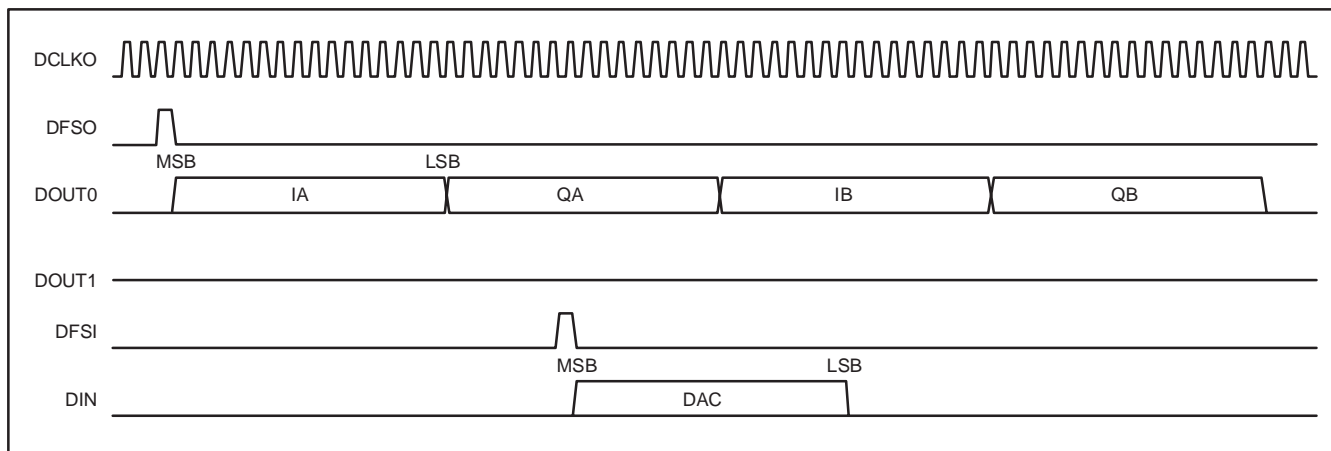 DCLKO
DFSO
MSB LSB
DOUT0 IA QA IB QB
DOUT1
DFSI
MSB LSB
DIN DAC